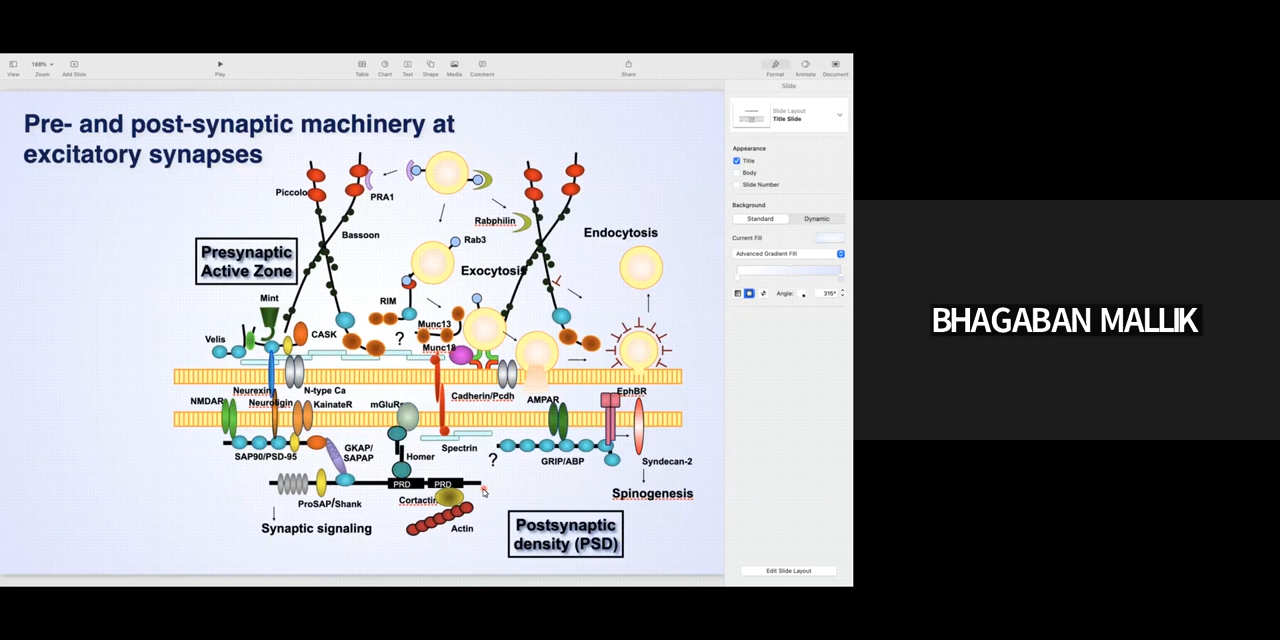 188%
View Zoom Add Slide Play Table Chart Text Shape Media Comment Share Format Animate Document
Slide
Slide Layout
Title Slide
Appearance
Title
Body
Slide Number
Background
Standard Dynamic
Current Fill
Advanced Gradient Fill
Angle: 315°
Edit Slide Layout
Pre- and post-synaptic machinery at
excitatory synapses
Piccolo
PRA1
Rabphilin
Bassoon
Rab3
Endocytosis
Presynaptic
Active Zone
Exocytosis
Mint
RIM
Munc13
CASK
?
Velis
Munc18
Neurexin
N-type Ca
Cadherin/Pcdh
AMPAR
EphBR
NMDAR
Neuroligin
KainateR
mGluRs
SAP90/PSD-95
GKAP/
SAPAP
Homer
Spectrin
?
GRIP/ABP
Syndecan-2
PRD PRD
ProSAP/Shank
Cortactin
Spinogenesis
Synaptic signaling
Actin
Postsynaptic
density (PSD)
BHAGABAN MALLIK